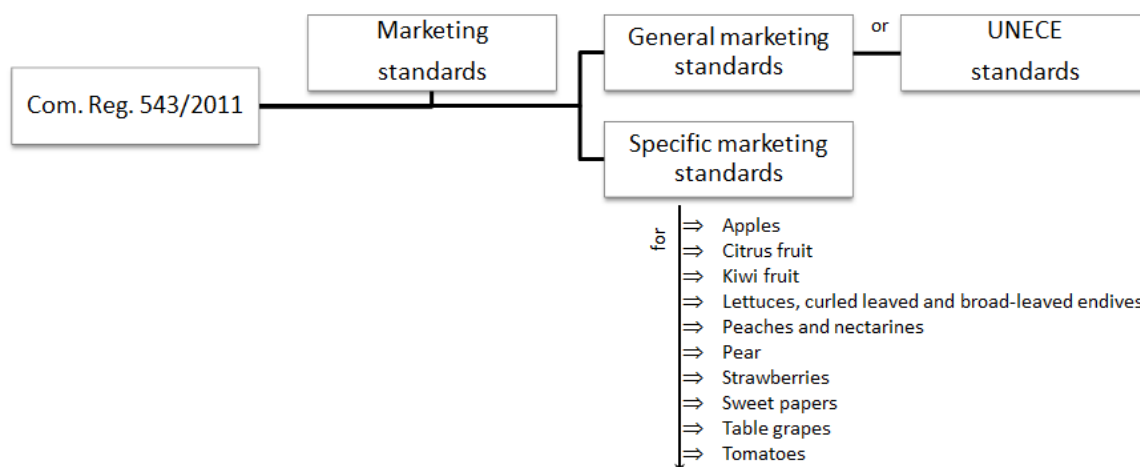 Com. Reg. 543/2011
Marketing
standards
General marketing
standards
or
UNECE
standards
Specific marketing
standards
for
⇒ Apples
⇒ Citrus fruit
⇒ Kiwi fruit
⇒ Lettuces, curled leaved and broad-leaved endives
⇒ Peaches and nectarines
⇒ Pear
⇒ Strawberries
⇒ Sweet papers
⇒ Table grapes
⇒ Tomatoes